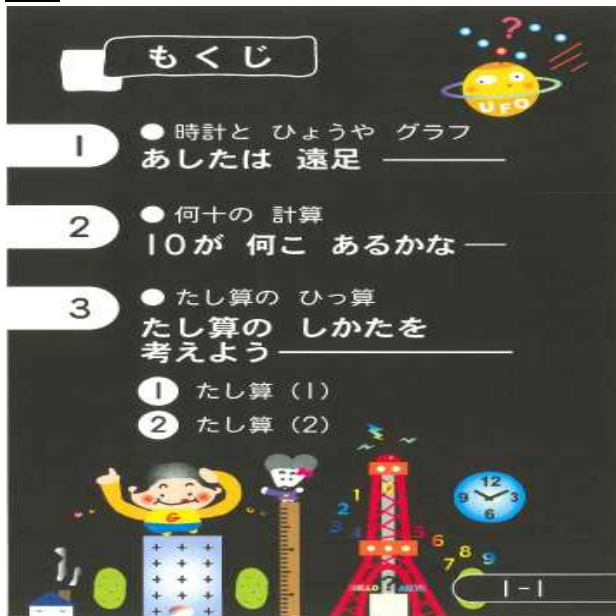 もくじ
?
UFO
1
● 時計と ひょうや グラフ
あしたは 遠足
2
● 何十の 計算
10が 何こ あるかな
3
● たし算の ひっ算
たし算の しかたを
考えよう
① たし算 (1)
② たし算 (2)
G
12
9 3
6
1
2
3
4
5
6
7
8
9
?
HELLO
1-1